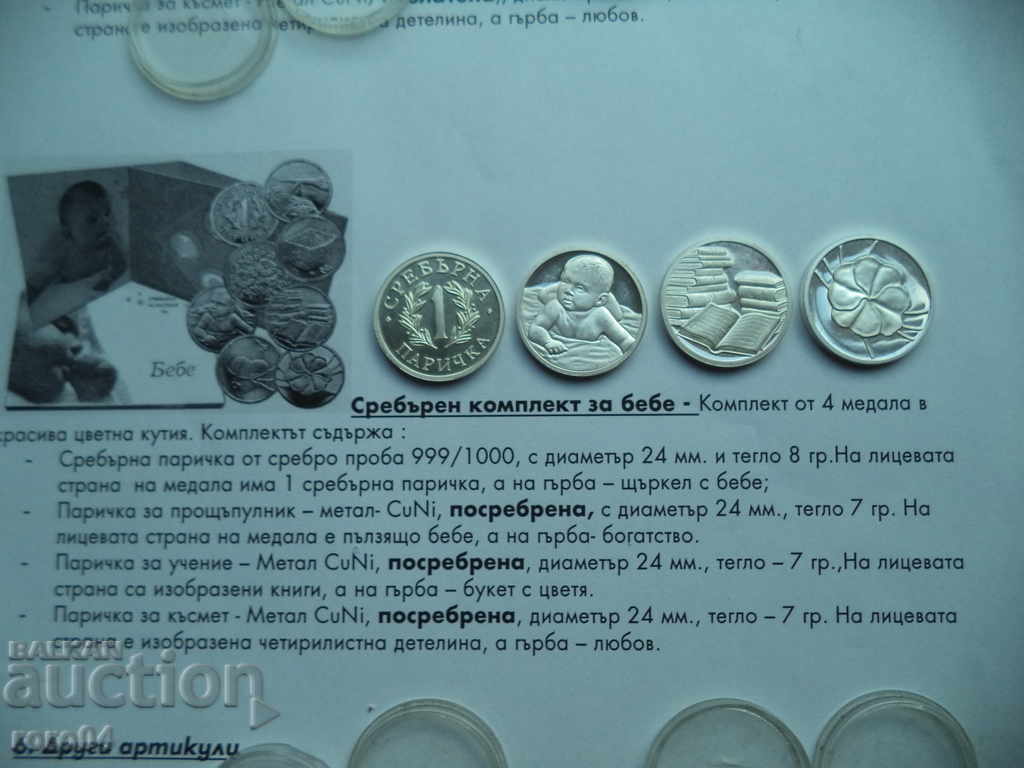 Паричка за късмет - Метал CuNi
страна е изобразена четирилистна детелина, а гърба – любов.
СРЕБЪРНА
1
ПАРИЧКА
Бебе
Сребърен комплект за бебе - Комплект от 4 медала в
красива цветна кутия. Комплектът съдържа :
- Сребърна паричка от сребро проба 999/1000, с диаметър 24 мм. и тегло 8 гр.На лицевата
страна на медала има 1 сребърна паричка, а на гърба – щъркел с бебе;
- Паричка за прощъпулник – метал- CuNi, посребрена, с диаметър 24 мм., тегло 7 гр. На
лицевата страна на медала е пълзящо бебе, а на гърба- богатство.
- Паричка за учение – Метал CuNi, посребрена, диаметър 24 мм., тегло – 7 гр.,На лицевата
страна са изобразени книги, а на гърба – букет с цветя.
- Паричка за късмет - Метал CuNi, посребрена, диаметър 24 мм., тегло – 7 гр. На лицевата
страна е изобразена четирилистна детелина, а гърба – любов.
BALKAN
auction
roro04
6. Други артикули